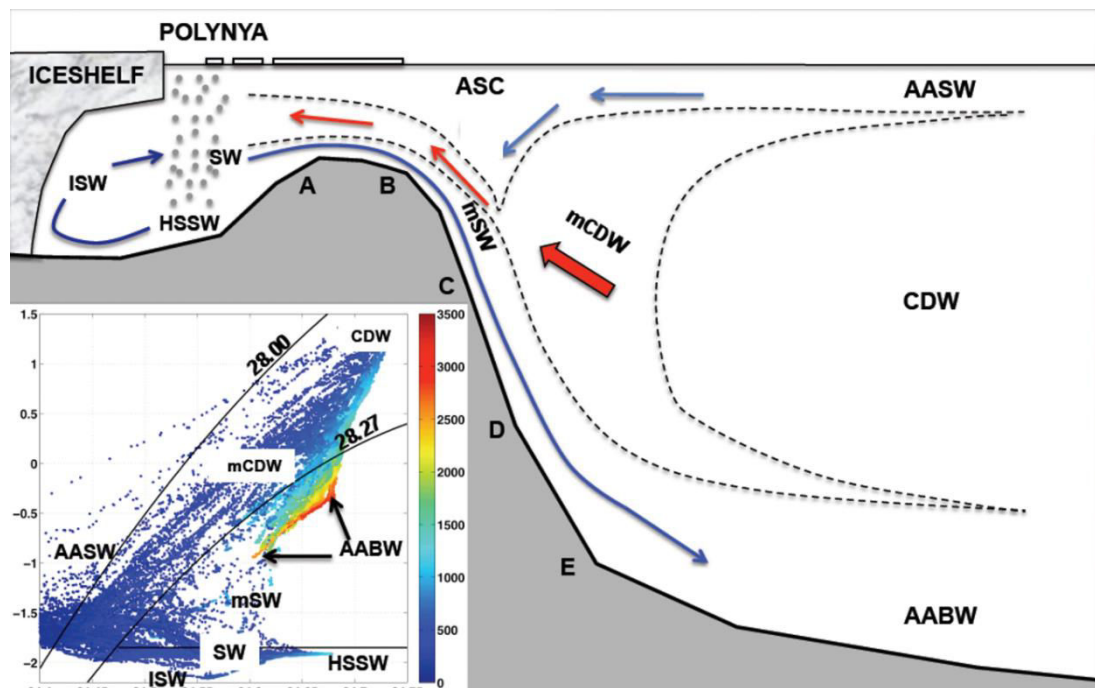 POLYNYA
ICESHELF
ASC
AASW
SW
ISW
HSSW
A
B
mSW
mCDW
CDW
C
D
E
AABW
1.5
1
0.5
0
−0.5
−1
−1.5
−2
28.00
28.27
CDW
mCDW
AASW
AABW
mSW
SW
HSSW
ISW
3500
3000
2500
2000
1500
1000
500
0